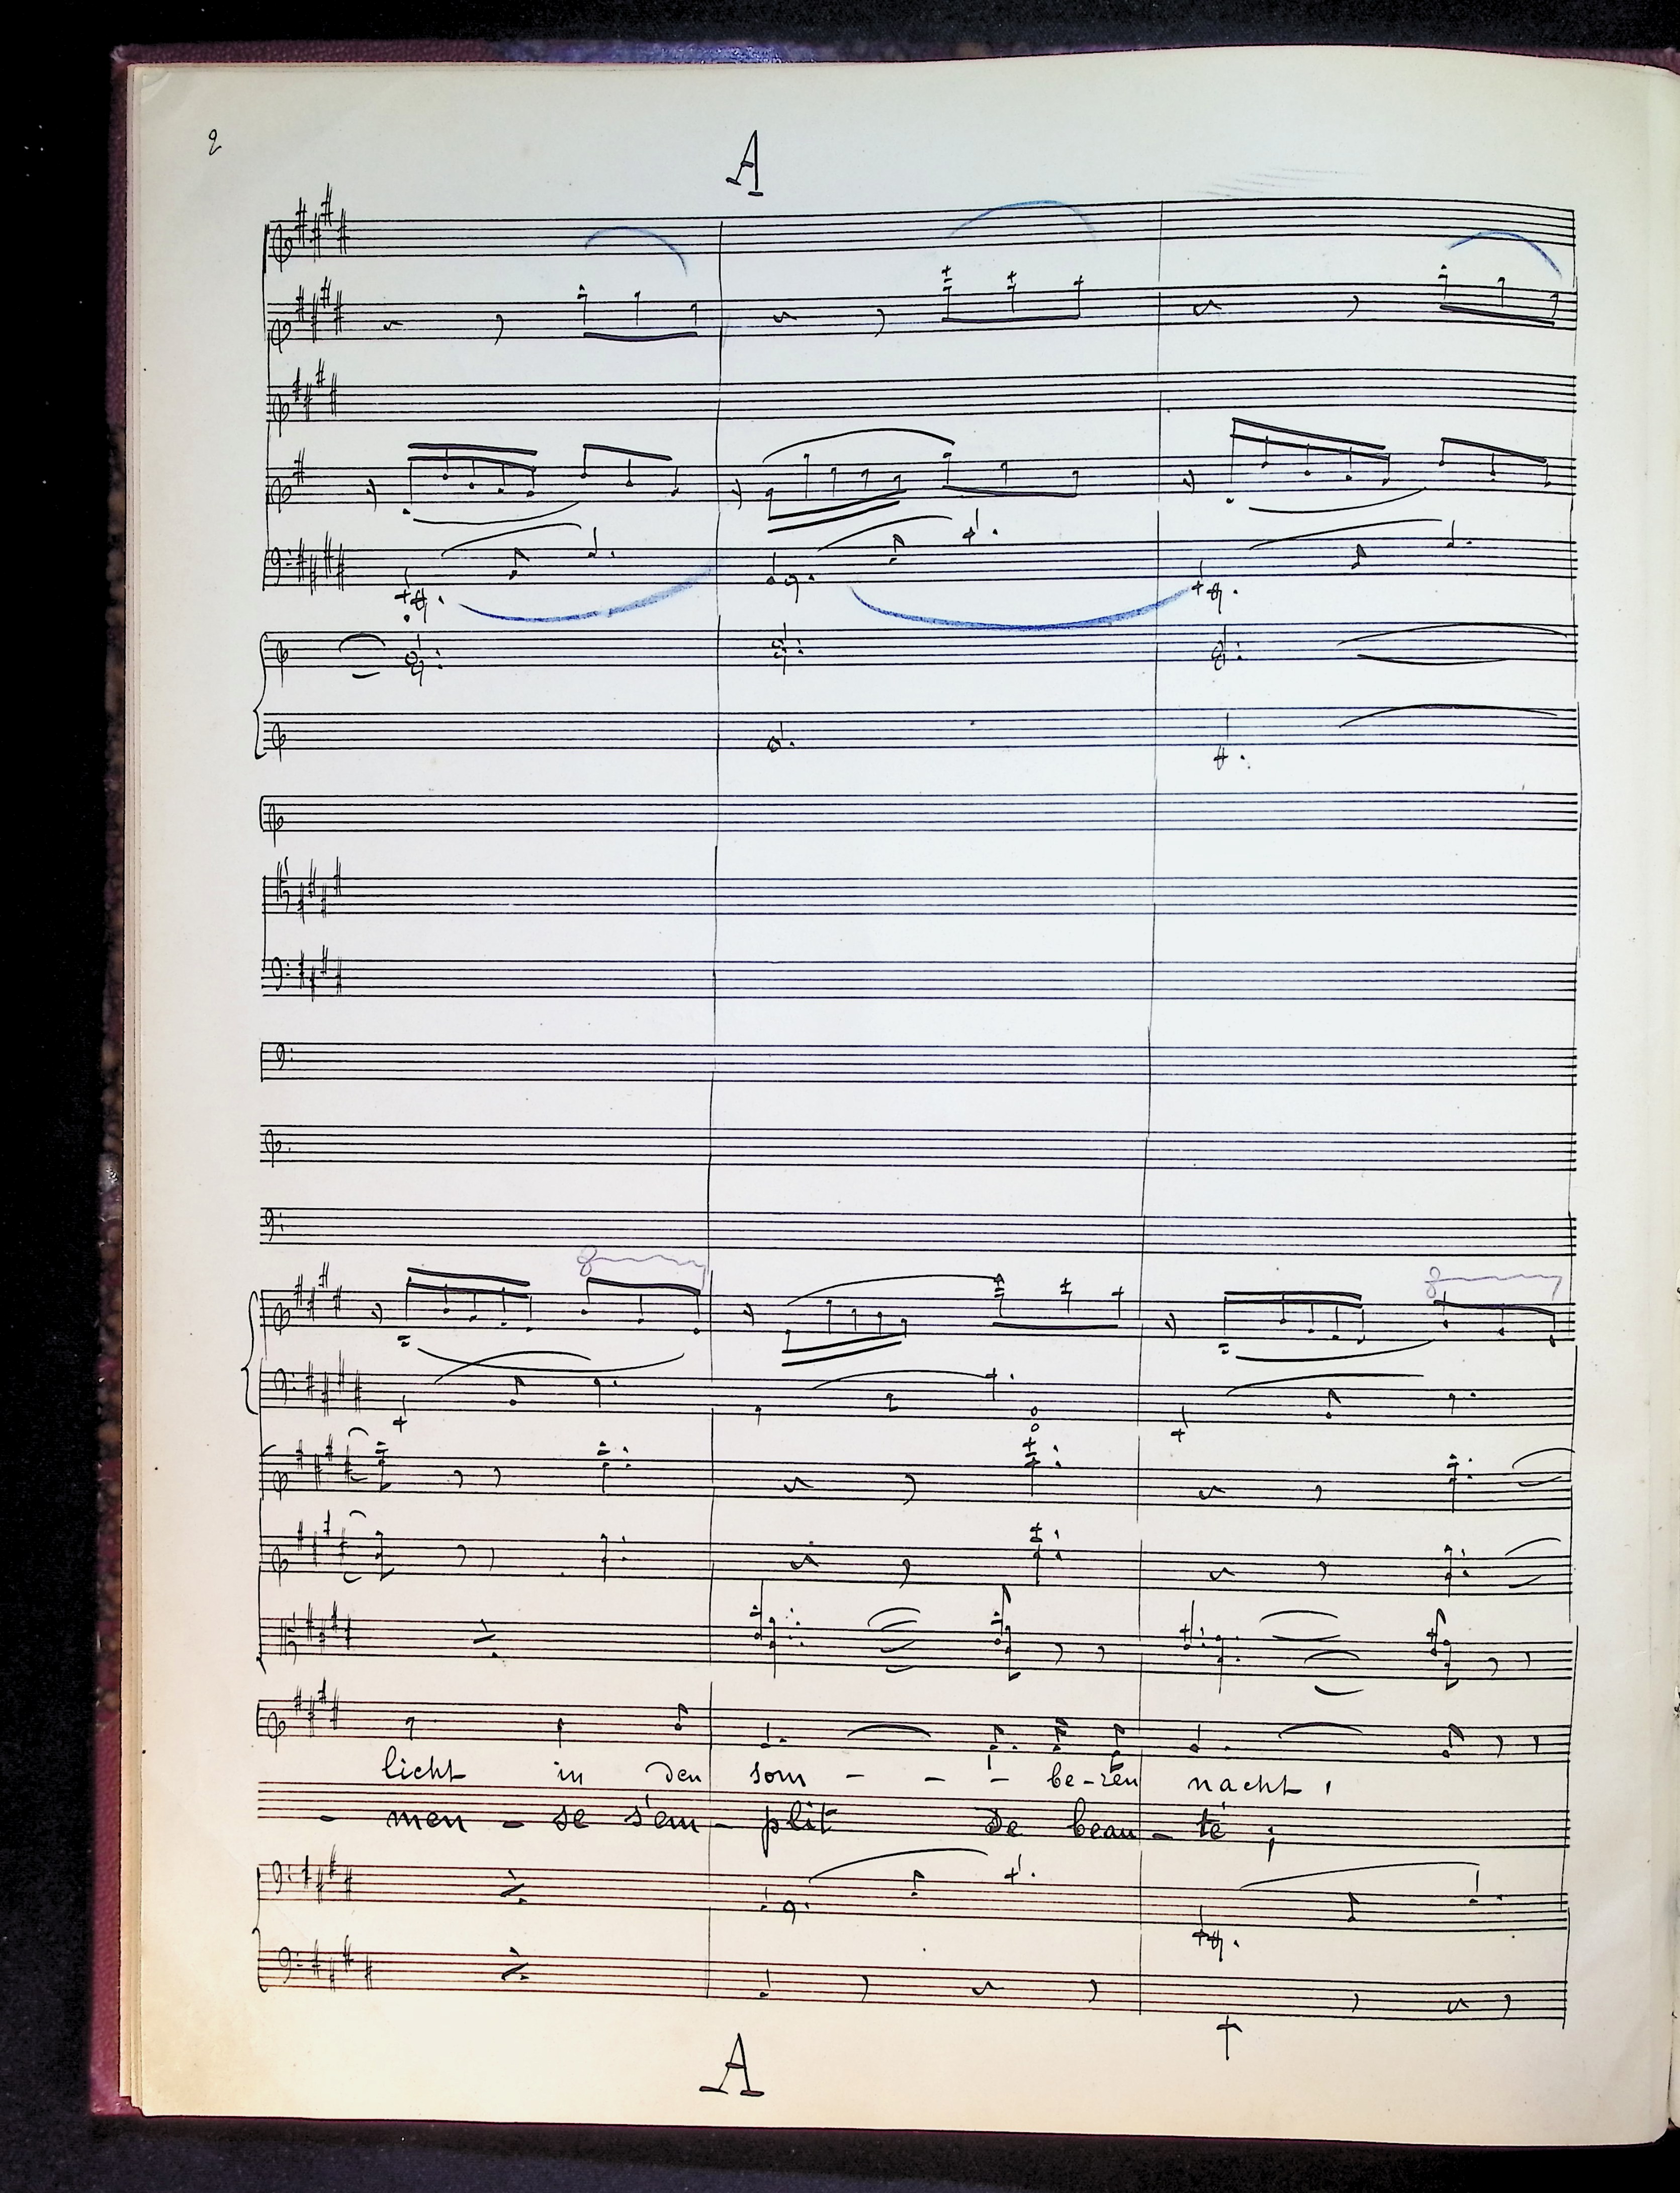 2
A
8
8
licht in den som - - - be-ren nacht,
- men - se s'em - plit de beau - té ;
A